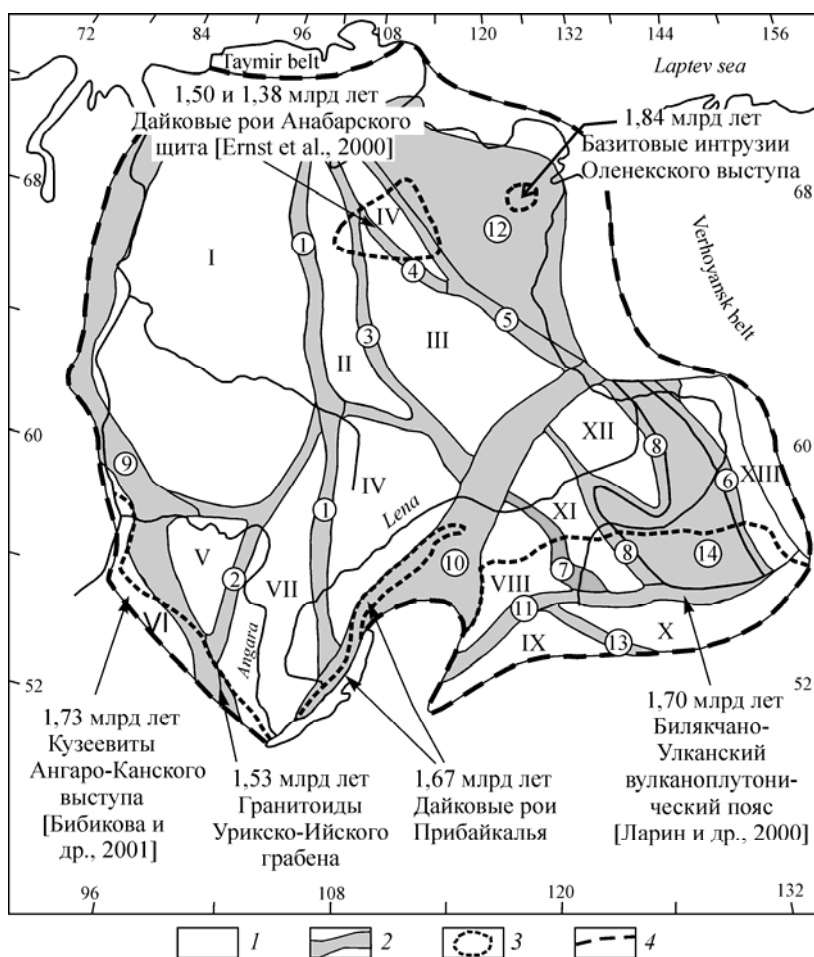 72 84 96 108 120 132 144 156
Taymir belt
Laptev sea
1,50 и 1,38 млрд лет
Дайковые рои Анабарского
щита [Ernst et al., 2000]
1,84 млрд лет
Базитовые интрузии
Оленекского выступа
68
68
IV
12
I
1
4
Verhoyansk belt
5
3
III
II
60
XII
8
60
9
6
XIII
IV
1
Lena
XI
V
10
8
14
2
VII
7
VIII
VI
11
Angara
IX
13
X
52
52
1,73 млрд лет
Кузеевиты
Ангаро-Канского
выступа
[Бибикова и
др., 2001]
1,53 млрд лет
Гранитоиды
Урикско-Ийского
грабена
1,67 млрд лет
Дайковые рои
Прибайкалья
1,70 млрд лет
Билякчано-
Улканский
вулканоплутони-
ческий пояс
[Ларин и др., 2000]
96 108 120 132
1 2 3 4